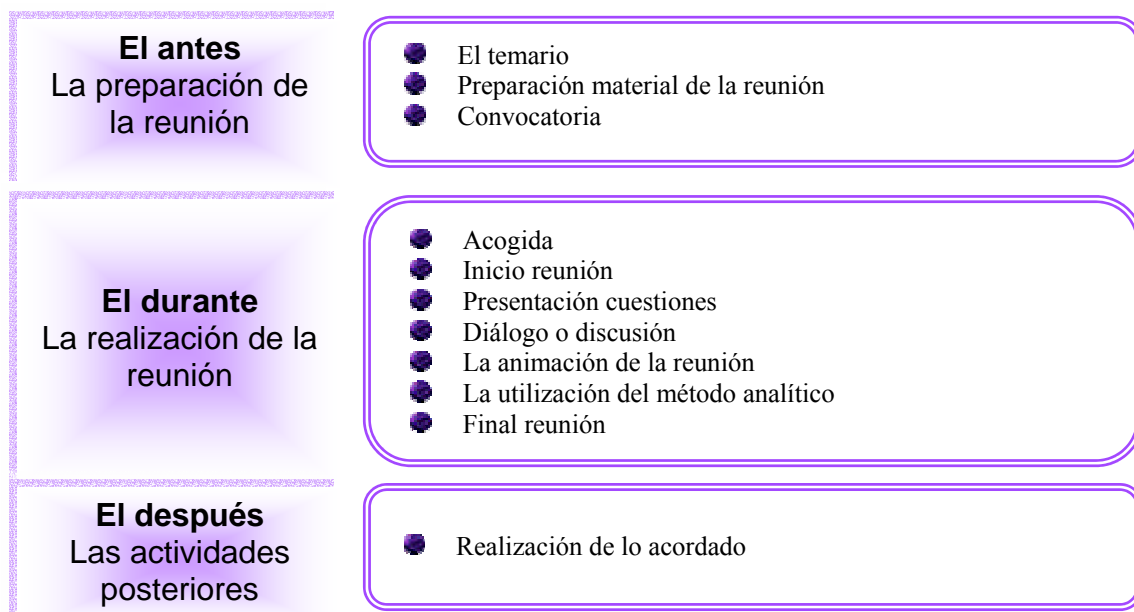 El antes
La preparación de
la reunión
El temario
Preparación material de la reunión
Convocatoria
El durante
La realización de la
reunión
Acogida
Inicio reunión
Presentación cuestiones
Diálogo o discusión
La animación de la reunión
La utilización del método analítico
Final reunión
El después
Las actividades
posteriores
Realización de lo acordado